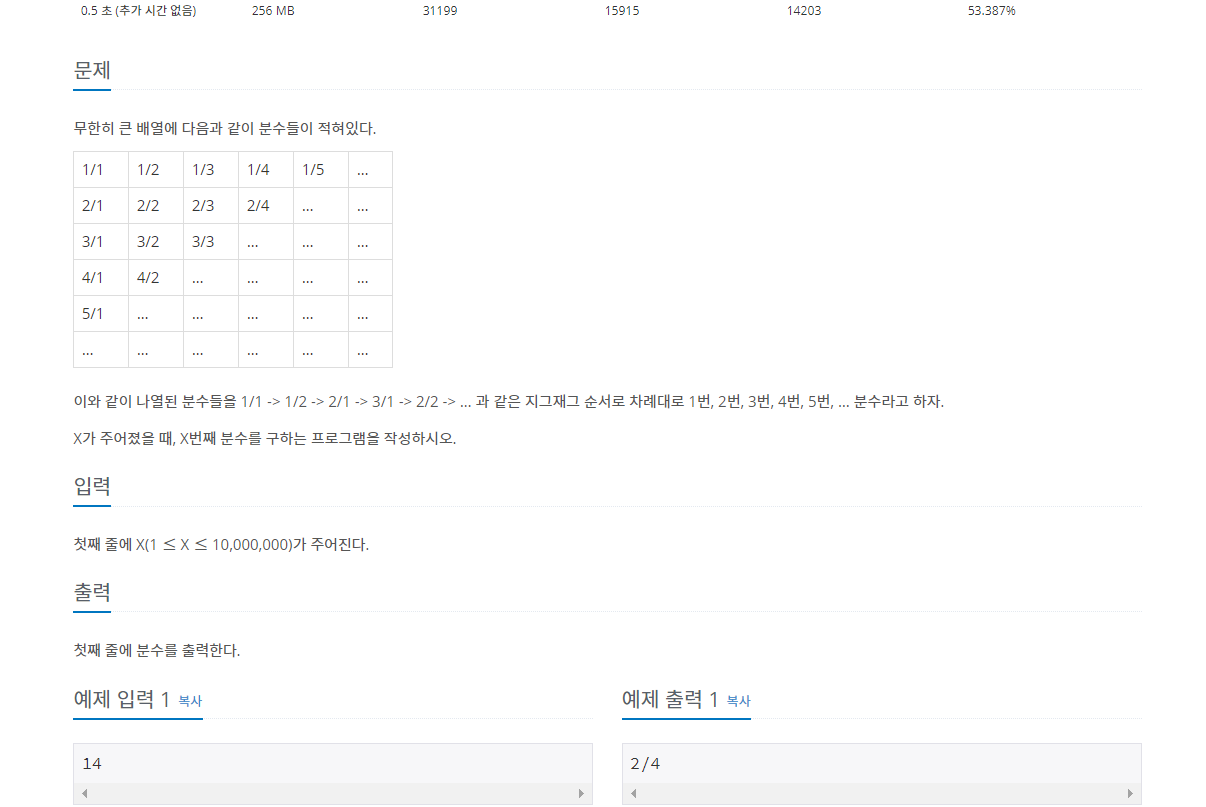 0.5 초 (추가 시간 없음) 256 MB 31199 15915 14203 53.387%
문제
무한히 큰 배열에 다음과 같이 분수들이 적혀있다.
1/1 1/2 1/3 1/4 1/5 ...
2/1 2/2 2/3 2/4 ... ...
3/1 3/2 3/3 ... ... ...
4/1 4/2 ... ... ... ...
5/1 ... ... ... ... ...
... ... ... ... ... ...
이와 같이 나열된 분수들을 1/1 -> 1/2 -> 2/1 -> 3/1 -> 2/2 -> ... 과 같은 지그재그 순서로 차례대로 1번, 2번, 3번, 4번, 5번, ... 분수라고 하자.
X가 주어졌을 때, X번째 분수를 구하는 프로그램을 작성하시오.
입력
첫째 줄에 X(1 ≤ X ≤ 10,000,000)가 주어진다.
출력
첫째 줄에 분수를 출력한다.
예제 입력 1 복사
14
예제 출력 1 복사
2/4